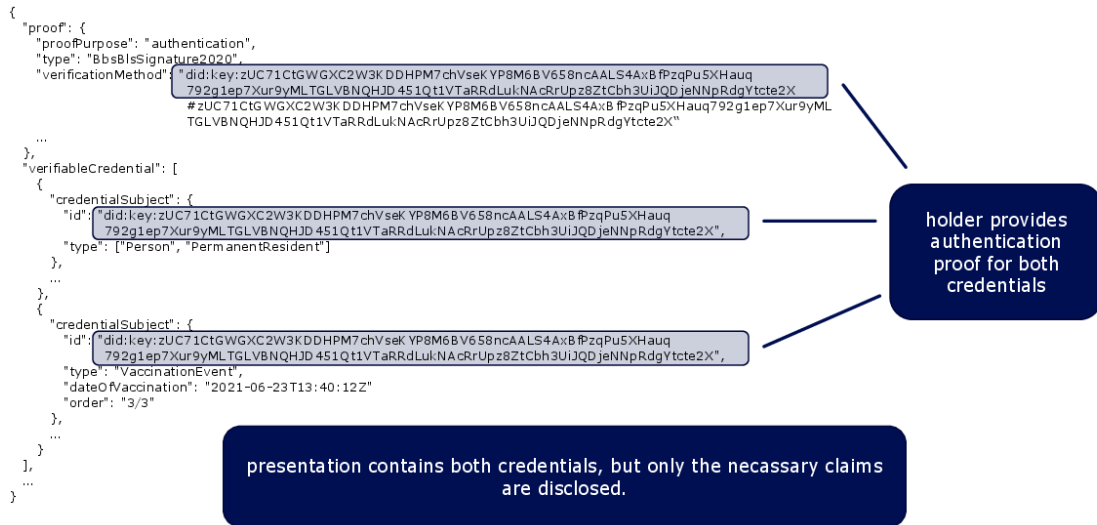 {
"proof": {
"proofPurpose": "authentication",
"type": "BbsBlsSignature2020",
"verificationMethod": "did:key:zUC71CtGWGXC2W3KDDHPM7chVseKYP8M6BV658ncAALS4AxBfPzqPu5XHauq
792g1ep7Xur9yMLTGLVBNQHJD451Qt1VTaRRdLukNAcRrUpz8ZtCbh3UiJQDjeNNpRdgYtcte2X
#zUC71CtGWGXC2W3KDDHPM7chVseKYP8M6BV658ncAALS4AxBfPzqPu5XHauq792g1ep7Xur9yML
TGLVBNQHJD451Qt1VTaRRdLukNAcRrUpz8ZtCbh3UiJQDjeNNpRdgYtcte2X“
...
},
"verifiableCredential": [
{
"credentialSubject": {
"id": "did:key:zUC71CtGWGXC2W3KDDHPM7chVseKYP8M6BV658ncAALS4AxBfPzqPu5XHauq
792g1ep7Xur9yMLTGLVBNQHJD451Qt1VTaRRdLukNAcRrUpz8ZtCbh3UiJQDjeNNpRdgYtcte2X",
"type": ["Person", "PermanentResident"]
},
...
},
{
"credentialSubject": {
"id": "did:key:zUC71CtGWGXC2W3KDDHPM7chVseKYP8M6BV658ncAALS4AxBfPzqPu5XHauq
792g1ep7Xur9yMLTGLVBNQHJD451Qt1VTaRRdLukNAcRrUpz8ZtCbh3UiJQDjeNNpRdgYtcte2X",
"type": "VaccinationEvent",
"dateOfVaccination": "2021-06-23T13:40:12Z"
"order": "3/3"
},
...
}
],
...
}
holder provides
authentication
proof for both
credentials
presentation contains both credentials, but only the necassary claims
are disclosed.